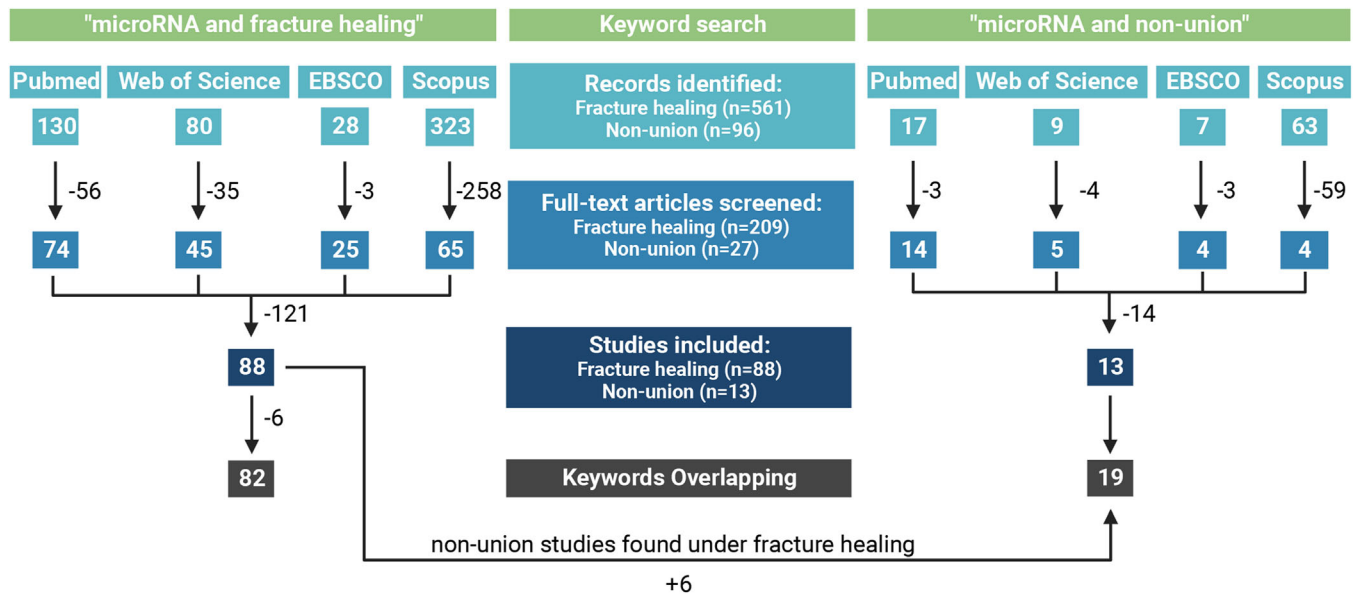 "microRNA and fracture healing"
Keyword search
"microRNA and non-union"
Pubmed
Web of Science
EBSCO
Scopus
130
80
28
323
-56
-35
-3
-258
74
45
25
65
-121
88
-6
82
Records identified:
Fracture healing (n=561)
Non-union (n=96)
Full-text articles screened:
Fracture healing (n=209)
Non-union (n=27)
Studies included:
Fracture healing (n=88)
Non-union (n=13)
Keywords Overlapping
Pubmed
Web of Science
EBSCO
Scopus
17
9
7
63
-3
-4
-3
-59
14
5
4
4
-14
13
19
non-union studies found under fracture healing
+6